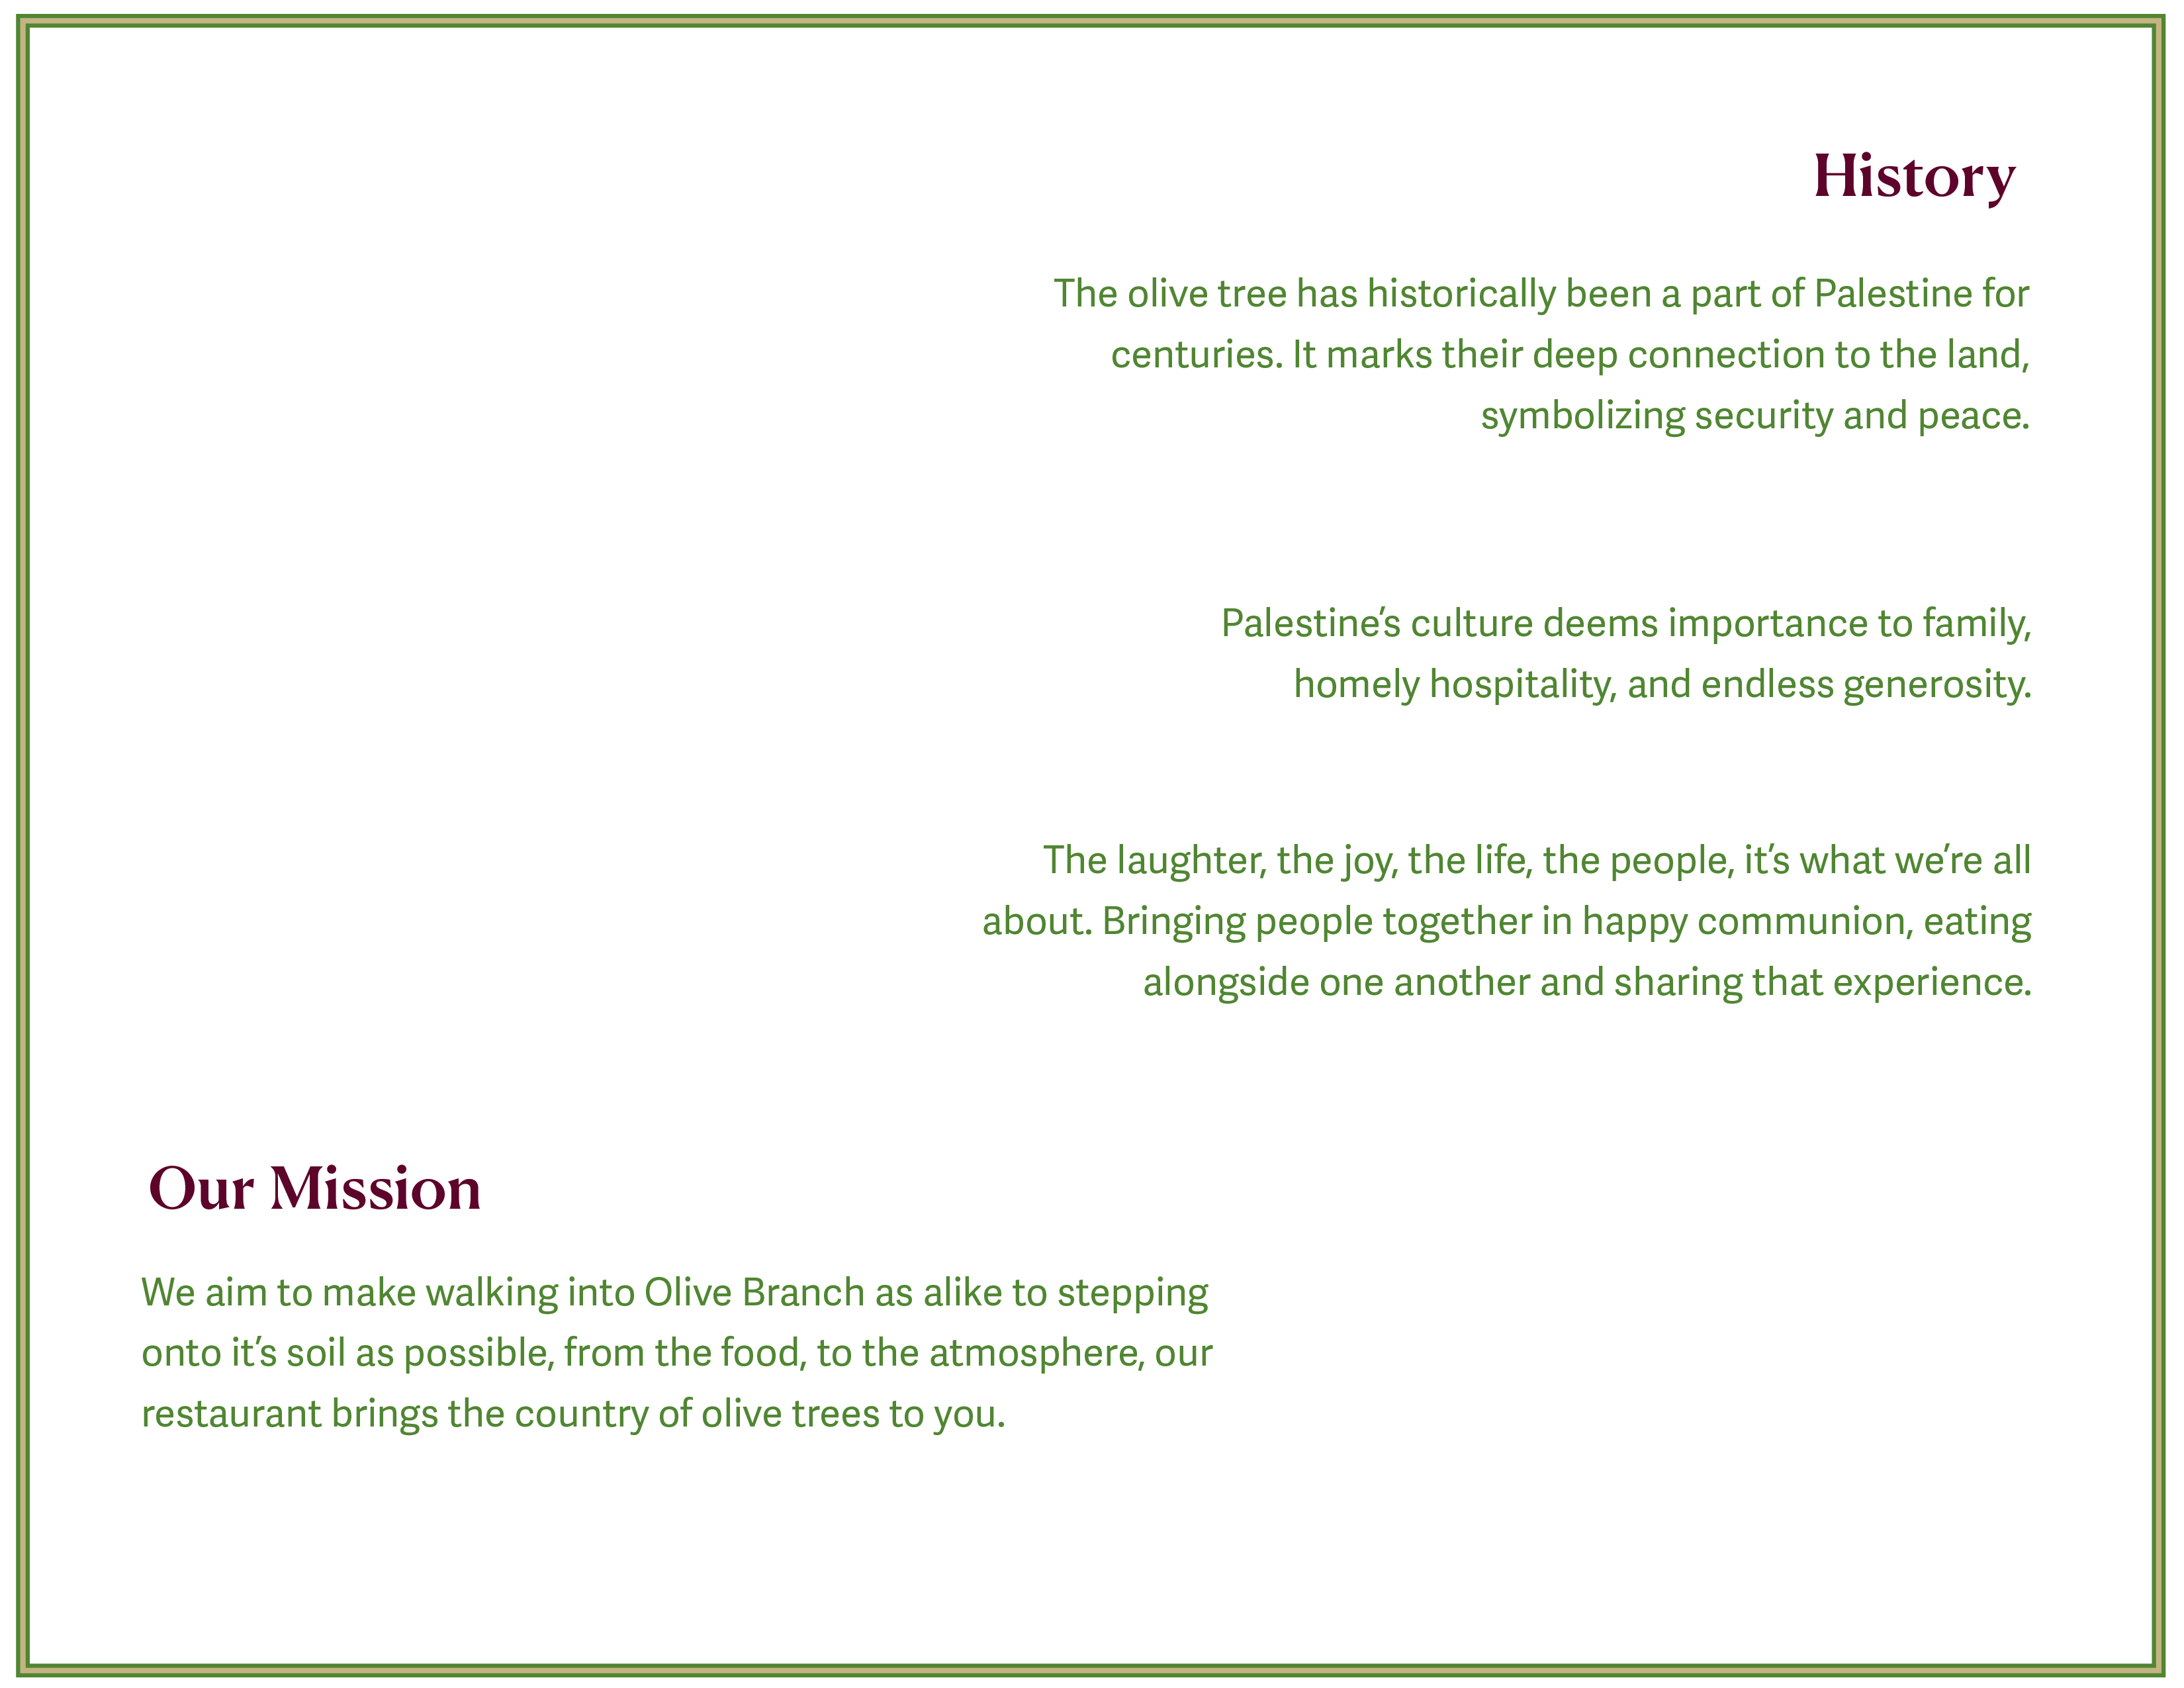 History
The olive tree has historically been a part of Palestine for
centuries. It marks their deep connection to the land,
symbolizing security and peace.
Palestine’s culture deems importance to family,
homely hospitality, and endless generosity.
The laughter, the joy, the life, the people, it’s what we’re all
about. Bringing people together in happy communion, eating
alongside one another and sharing that experience.
Our Mission
We aim to make walking into Olive Branch as alike to stepping
onto it’s soil as possible, from the food, to the atmosphere, our
restaurant brings the country of olive trees to you.